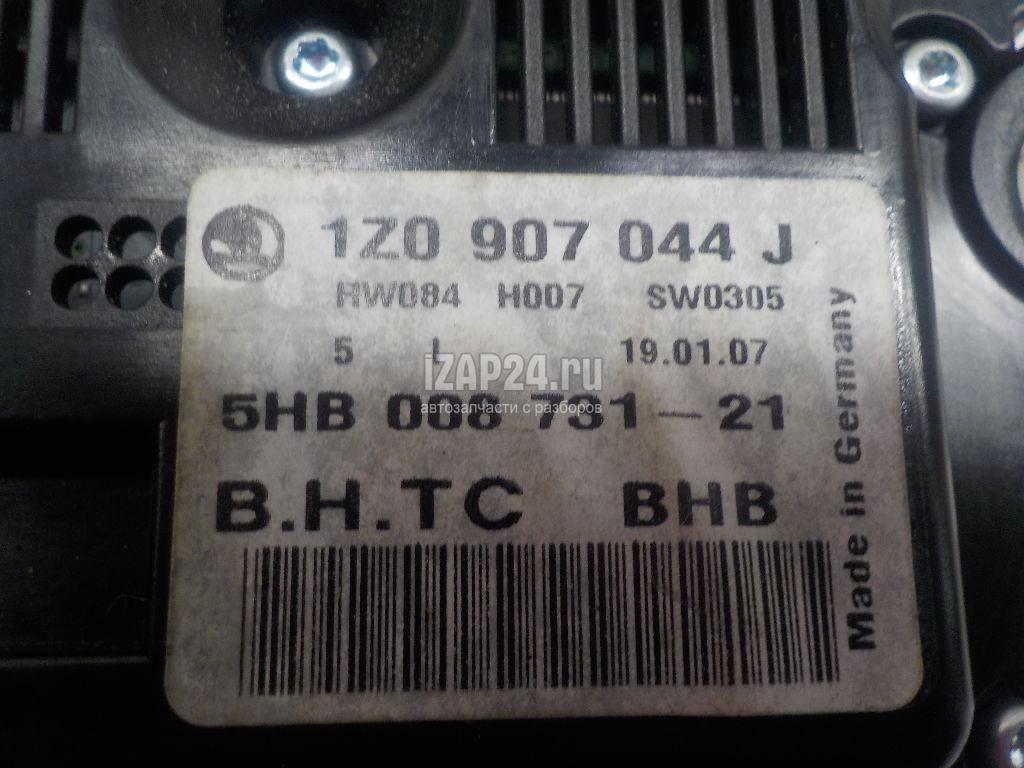 1Z0 907 044 J
HW084 H007 SW0305
5 L 19.01.07
iZAP24.ru
автозапчасти с разборов
5HB 008 731-21
B.H.TC BHB
Made in Germany